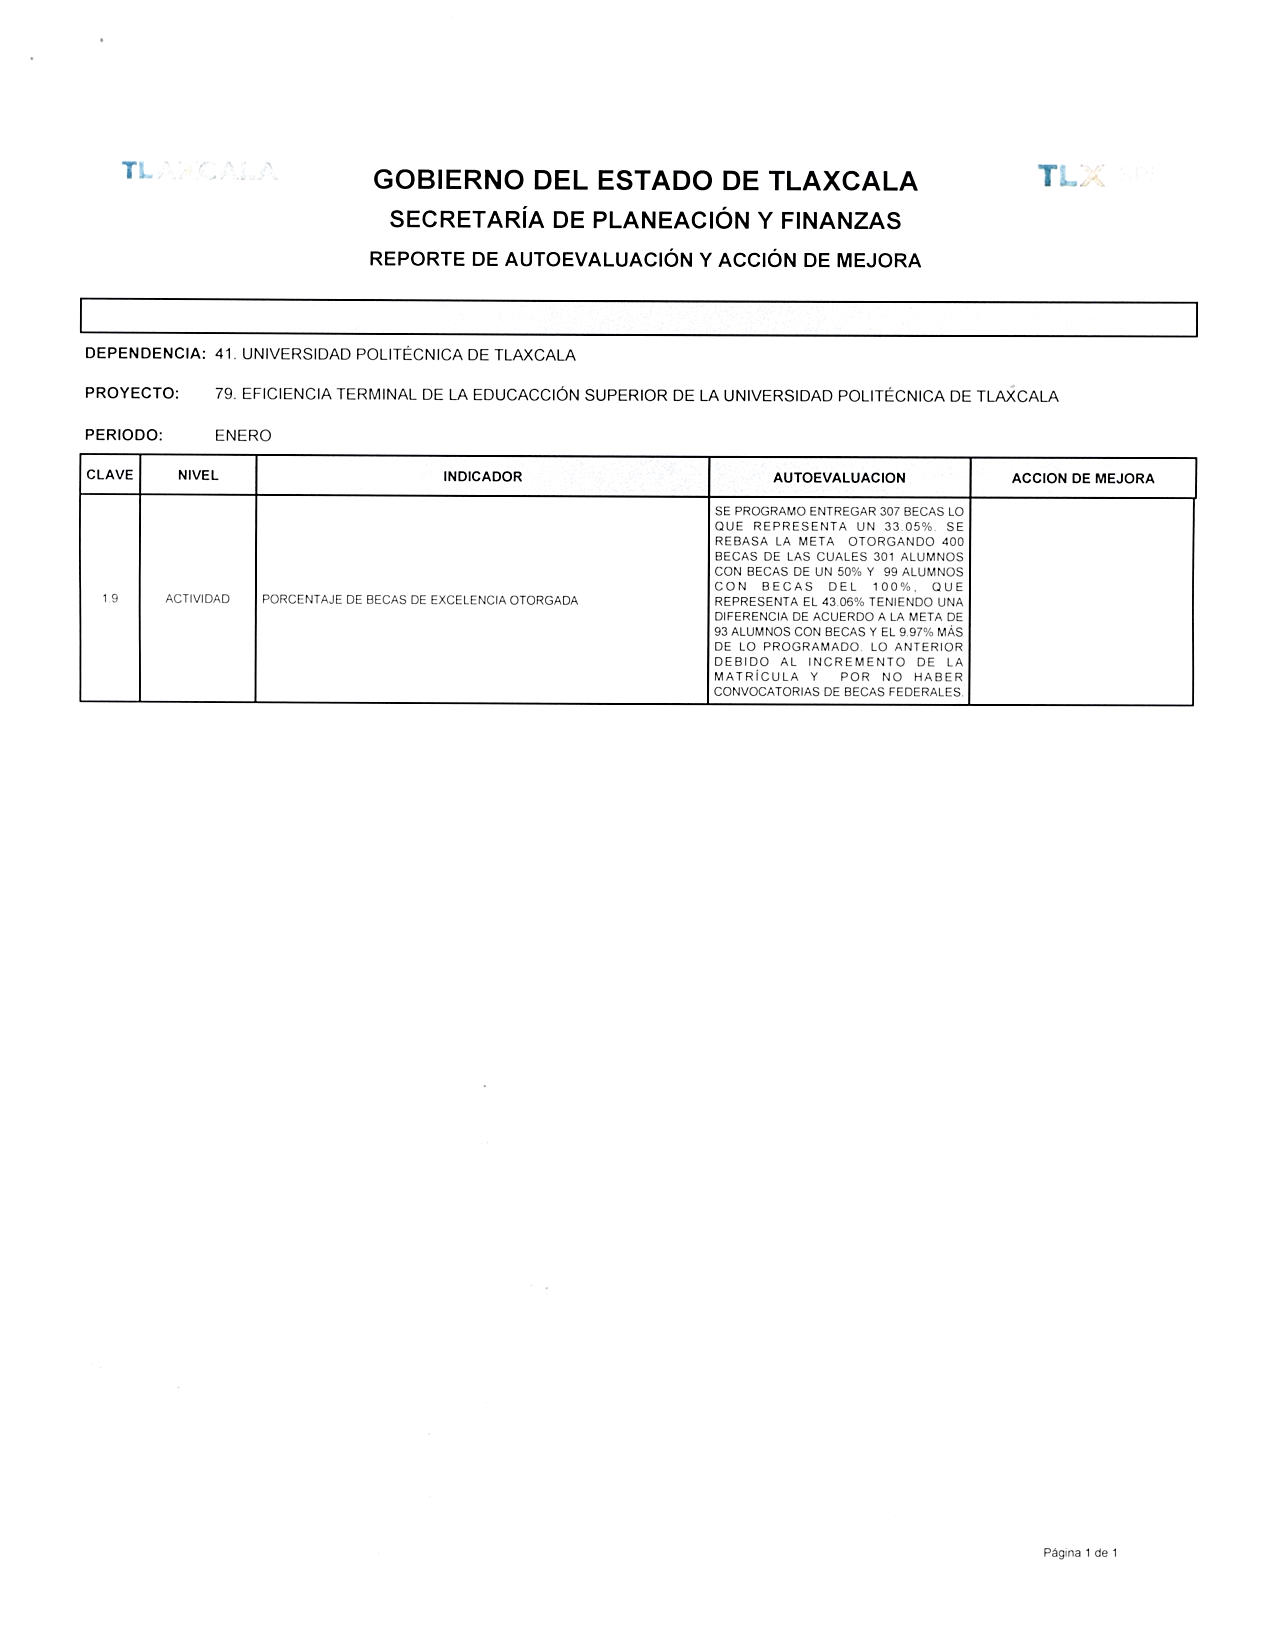 TLAXCALA
TLX
GOBIERNO DEL ESTADO DE TLAXCALA
SECRETARÍA DE PLANEACIÓN Y FINANZAS
REPORTE DE AUTOEVALUACIÓN Y ACCIÓN DE MEJORA
DEPENDENCIA: 41. UNIVERSIDAD POLITÉCNICA DE TLAXCALA
PROYECTO: 79. EFICIENCIA TERMINAL DE LA EDUCACCIÓN SUPERIOR DE LA UNIVERSIDAD POLITÉCNICA DE TLAXCALA
PERIODO: ENERO
CLAVE NIVEL INDICADOR AUTOEVALUACION ACCION DE MEJORA
1.9 ACTIVIDAD PORCENTAJE DE BECAS DE EXCELENCIA OTORGADA
SE PROGRAMO ENTREGAR 307 BECAS LO
QUE REPRESENTA UN 33.05%. SE
REBASA LA META OTORGANDO 400
BECAS DE LAS CUALES 301 ALUMNOS
CON BECAS DE UN 50% Y 99 ALUMNOS
CON BECAS DEL 100%, QUE
REPRESENTA EL 43.06% TENIENDO UNA
DIFERENCIA DE ACUERDO A LA META DE
93 ALUMNOS CON BECAS Y EL 9.97% MÁS
DE LO PROGRAMADO. LO ANTERIOR
DEBIDO AL INCREMENTO DE LA
MATRÍCULA Y POR NO HABER
CONVOCATORIAS DE BECAS FEDERALES.
Página 1 de 1